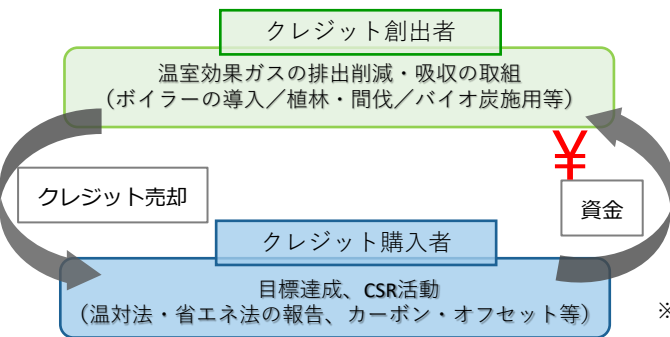 クレジット創出者
温室効果ガスの排出削減・吸収の取組
（ボイラーの導入／植林・間伐／バイオ炭施用等）
¥
クレジット売却
資金
クレジット購入者
目標達成、CSR活動
（温対法・省エネ法の報告、カーボン・オフセット等）
※